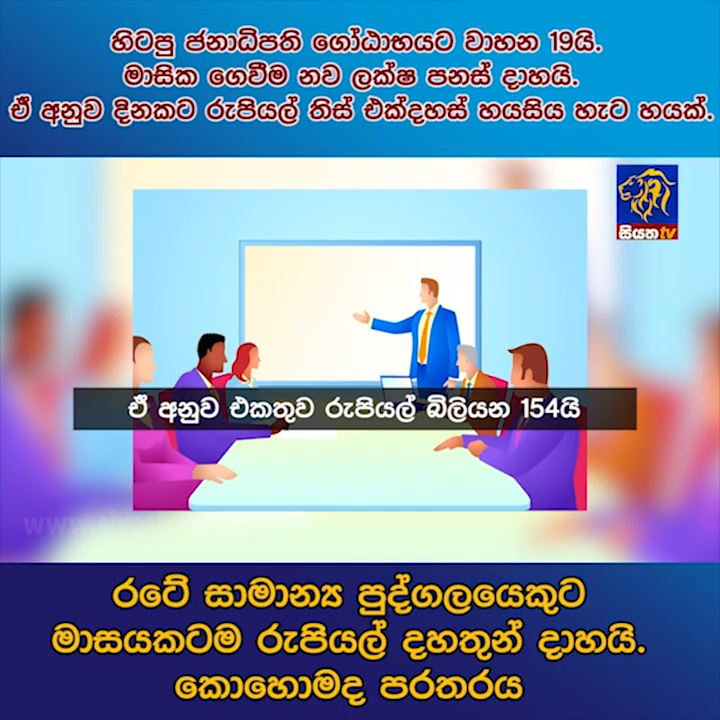 හිටපු ජනාධිපති ගෝඨාභයට වාහන 19යි.
මාසික ගෙවීම නව ලක්ෂ පනස් දාහයි.
ඒ අනුව දිනකට රුපියල් තිස් එක්දහස් හයසිය හැට හයක්.
සියත tv
ඒ අනුව එකතුව රුපියල් බිලියන 154යි
රටේ සාමාන්‍ය පුද්ගලයෙකුට
මාසයකටම රුපියල් දහතුන් දාහයි.
කොහොමද පරතරය